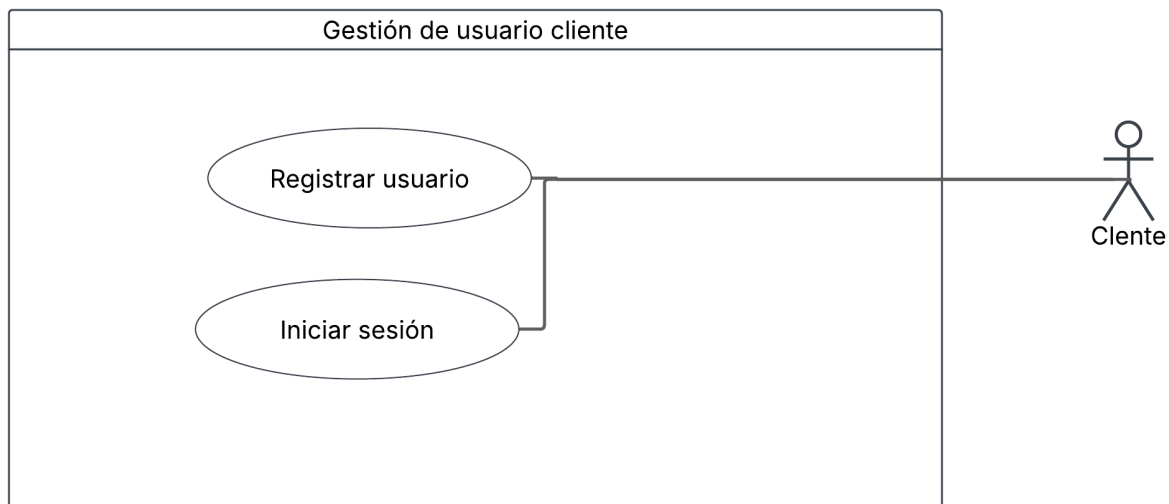 Gestión de usuario cliente
Registrar usuario
Clente
Iniciar sesión